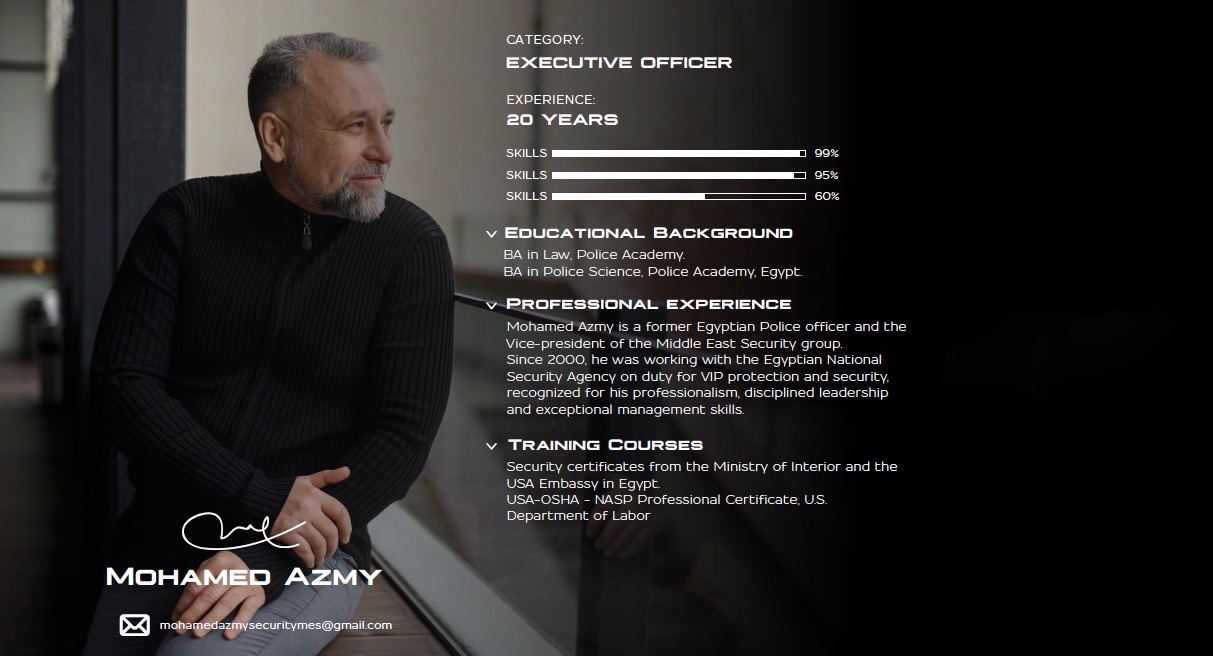 CATEGORY:
EXECUTIVE OFFICER
EXPERIENCE:
20 YEARS
SKILLS 99%
SKILLS 95%
SKILLS 60%
EDUCATIONAL BACKGROUND
BA in Law, Police Academy.
BA in Police Science, Police Academy, Egypt.
PROFESSIONAL EXPERIENCE
Mohamed Azmy is a former Egyptian Police officer and the
Vice-president of the Middle East Security group.
Since 2000, he was working with the Egyptian National
Security Agency on duty for VIP protection and security,
recognized for his professionalism, disciplined leadership
and exceptional management skills.
TRAINING COURSES
Security certificates from the Ministry of Interior and the
USA Embassy in Egypt.
USA-OSHA - NASP Professional Certificate, U.S.
Department of Labor
MOHAMED AZMY
mohamedazmysecuritymes@gmail.com